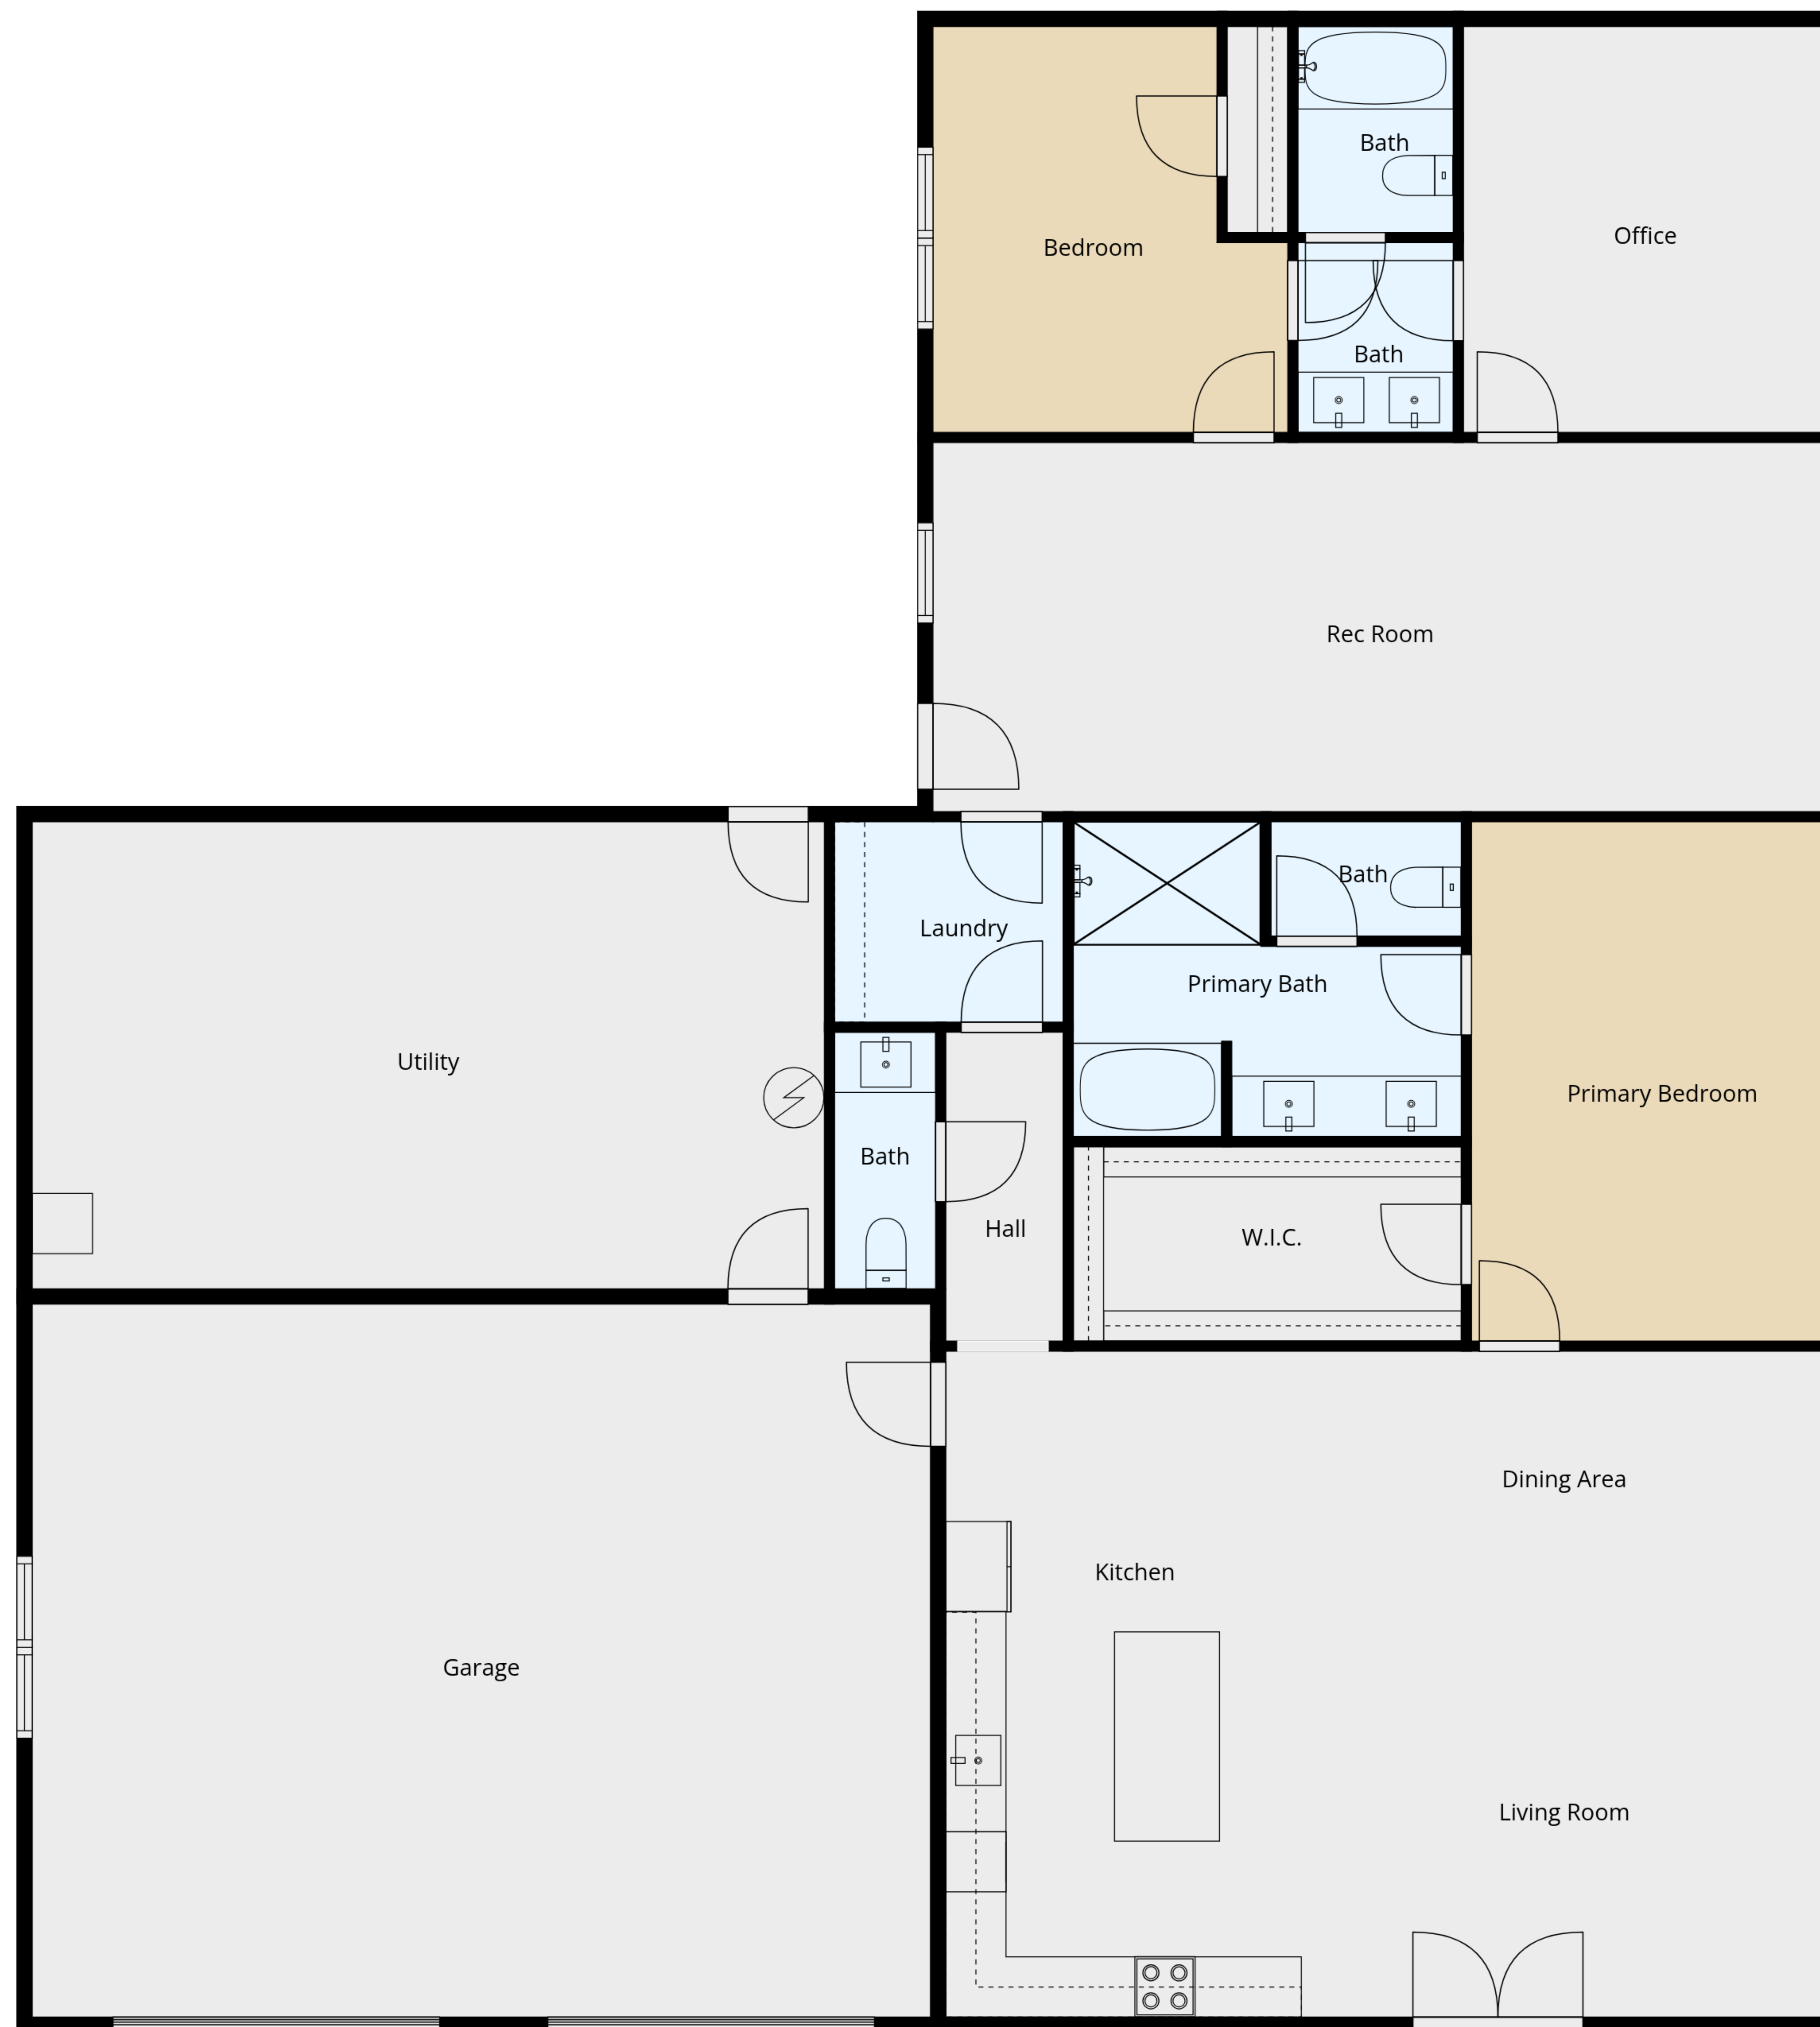 Bath
Office
Bedroom
Bath
Rec Room
Bath
Laundry
Primary Bath
Utility
Primary Bedroom
Bath
Hall
W.I.C.
Dining Area
Kitchen
Garage
Living Room